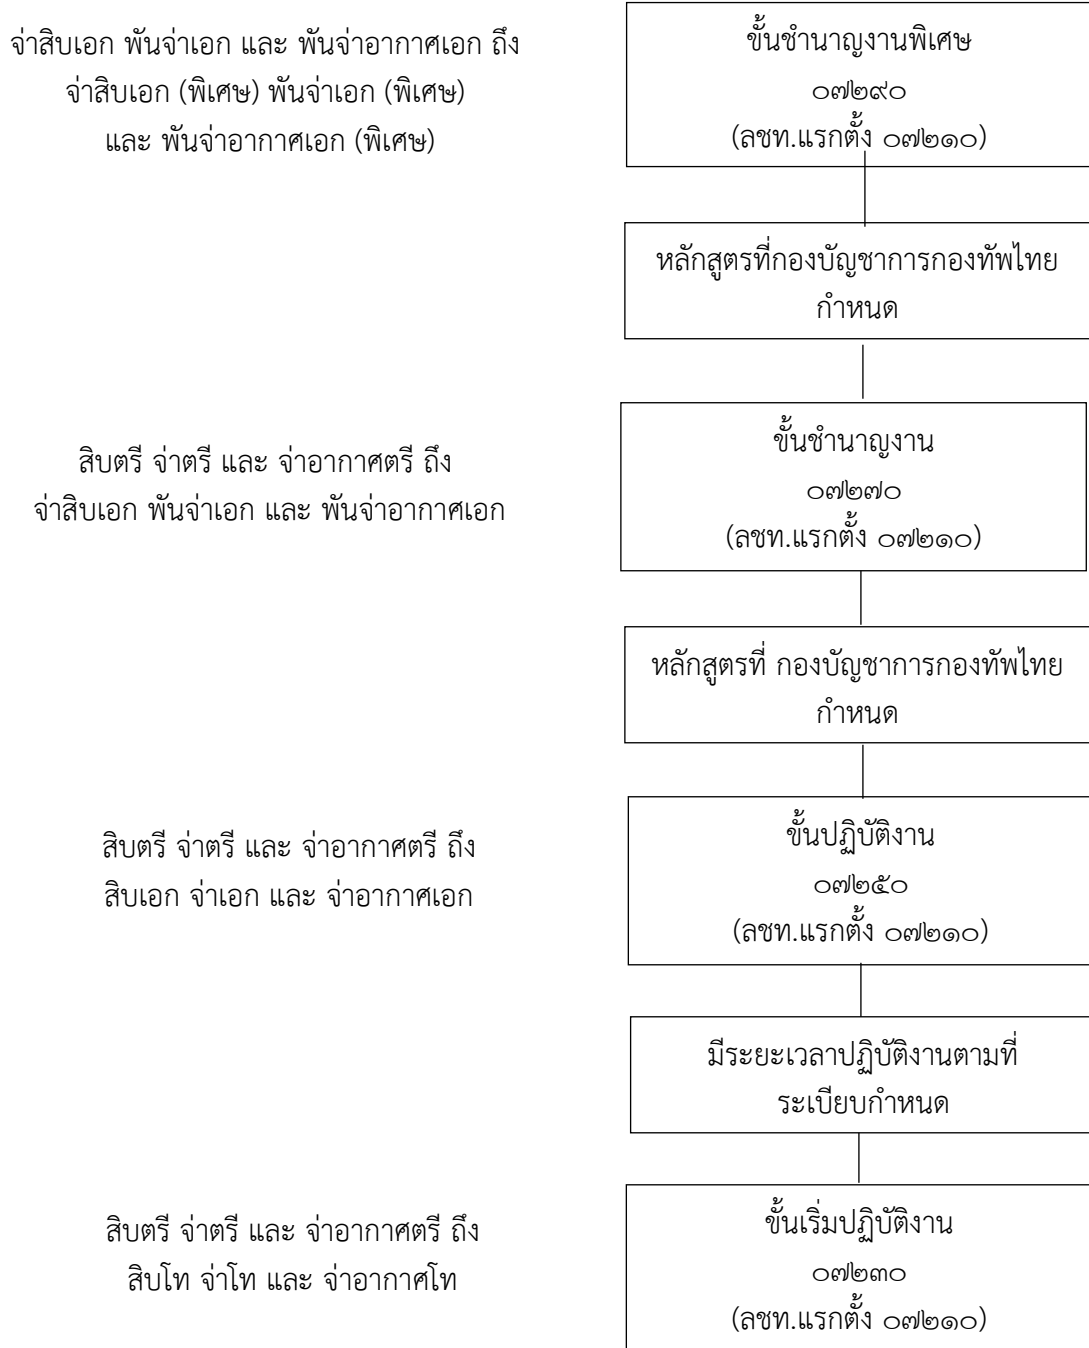 จ่าสิบเอก พันจ่าเอก และ พันจ่าอากาศเอก ถึง
จ่าสิบเอก (พิเศษ) พันจ่าเอก (พิเศษ)
และ พันจ่าอากาศเอก (พิเศษ)
ขั้นชำนาญงานพิเศษ
๐๗๒๙๐
(ลชท.แรกตั้ง ๐๗๒๑๐)
หลักสูตรที่กองบัญชาการกองทัพไทย
กำหนด
สิบตรี จ่าตรี และ จ่าอากาศตรี ถึง
จ่าสิบเอก พันจ่าเอก และ พันจ่าอากาศเอก
ขั้นชำนาญงาน
๐๗๒๗๐
(ลชท.แรกตั้ง ๐๗๒๑๐)
หลักสูตรที่ กองบัญชาการกองทัพไทย
กำหนด
สิบตรี จ่าตรี และ จ่าอากาศตรี ถึง
สิบเอก จ่าเอก และ จ่าอากาศเอก
ขั้นปฏิบัติงาน
๐๗๒๕๐
(ลชท.แรกตั้ง ๐๗๒๑๐)
มีระยะเวลาปฏิบัติงานตามที่
ระเบียบกำหนด
สิบตรี จ่าตรี และ จ่าอากาศตรี ถึง
สิบโท จ่าโท และ จ่าอากาศโท
ขั้นเริ่มปฏิบัติงาน
๐๗๒๓๐
(ลชท.แรกตั้ง ๐๗๒๑๐)